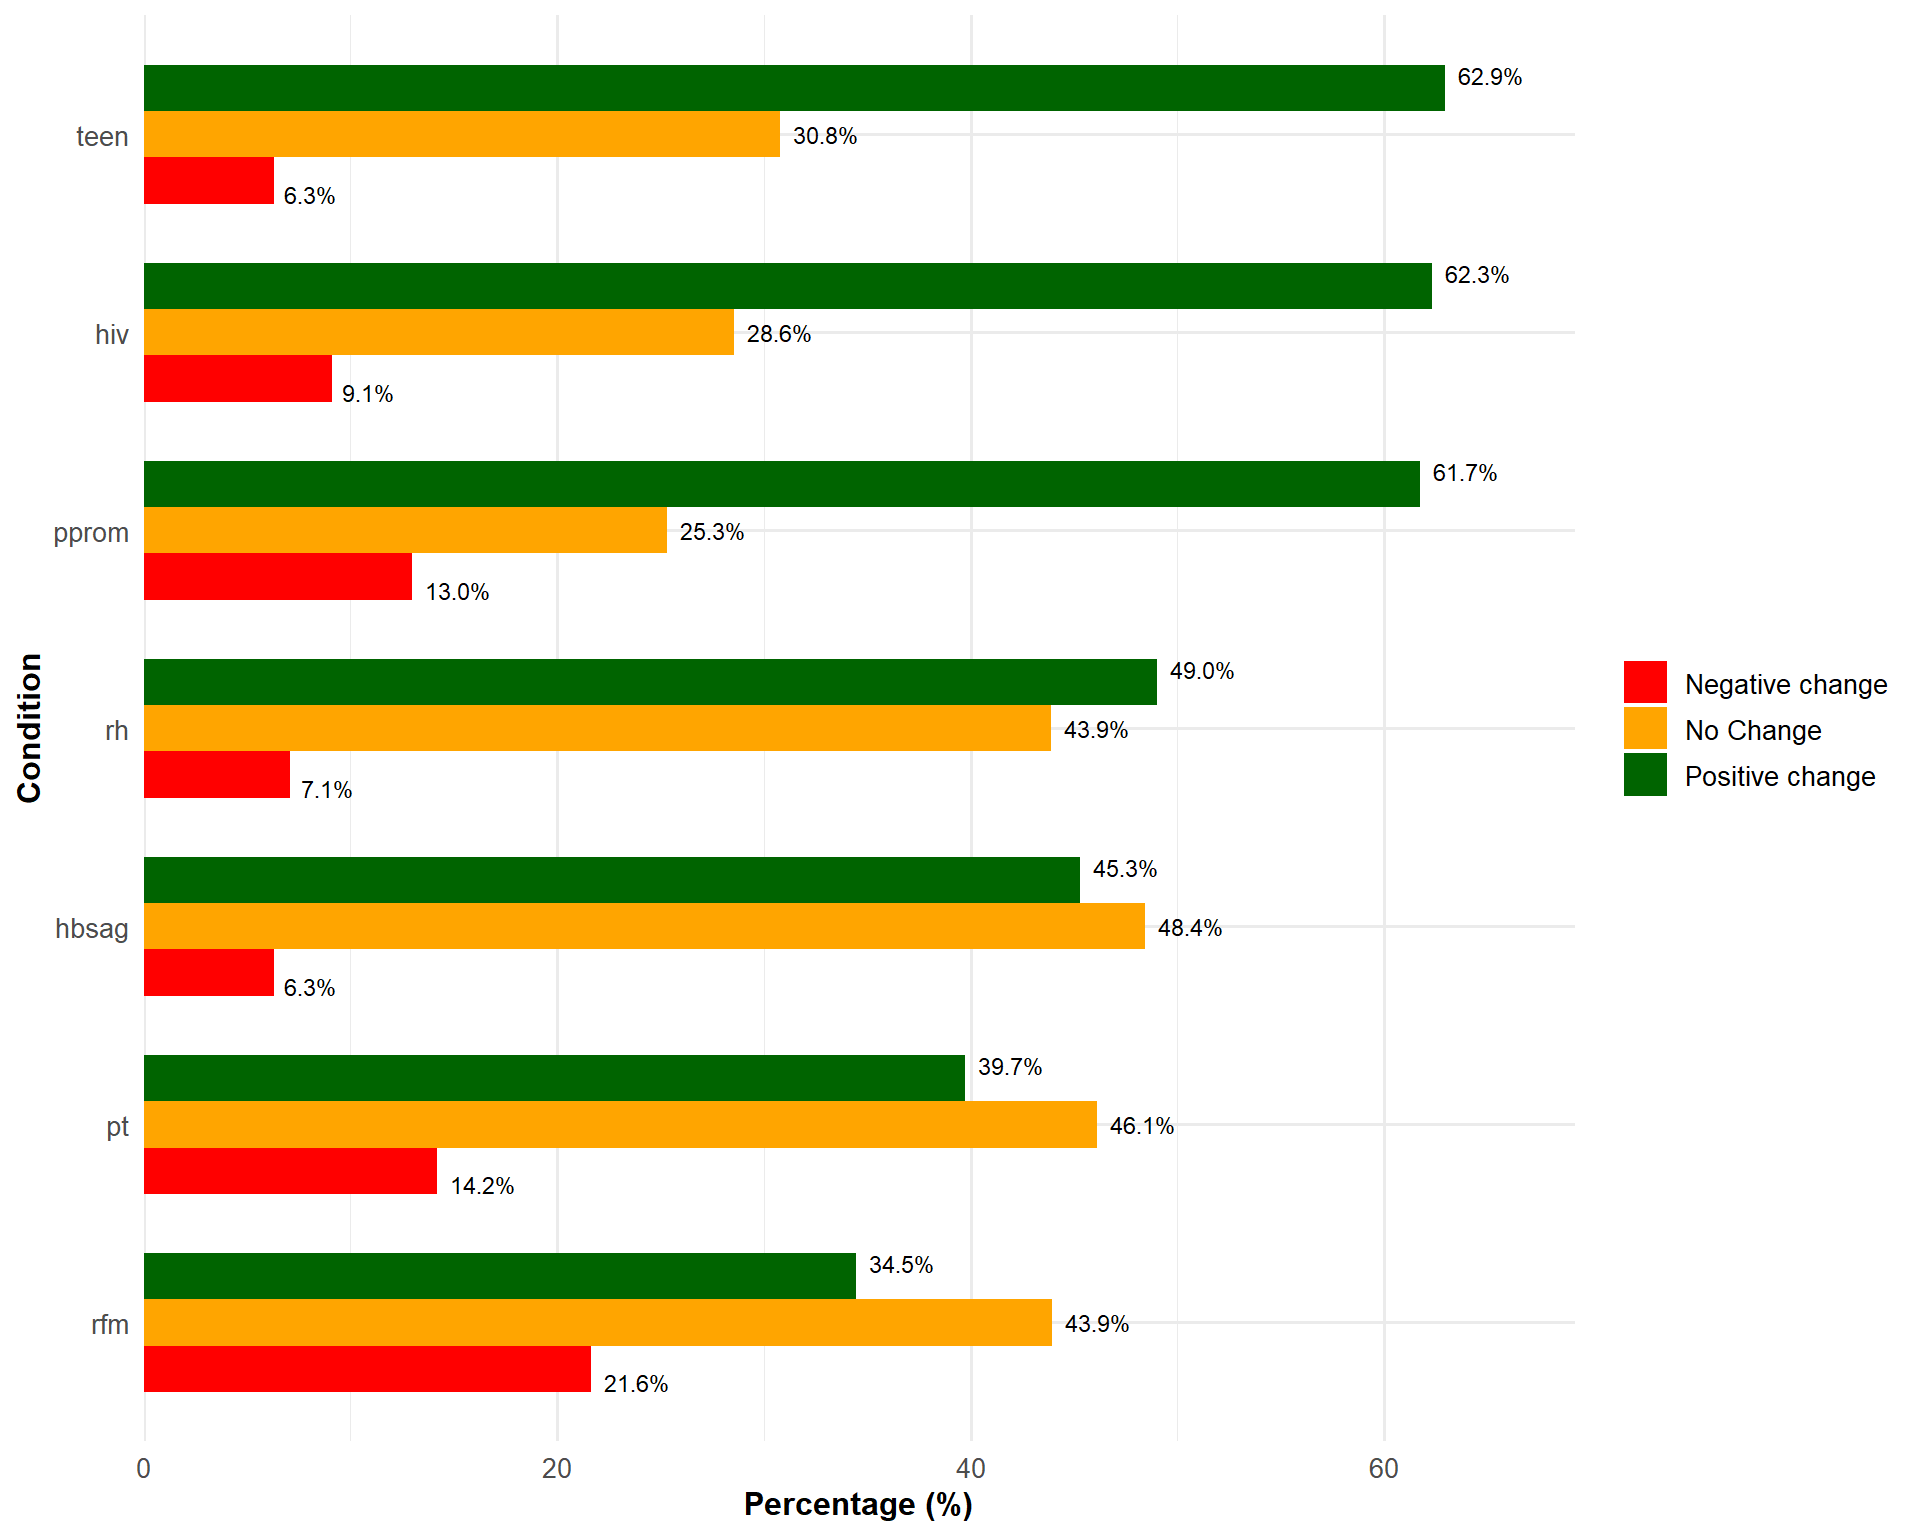 62.9%
teen
30.8%
6.3%
62.3%
hiv
28.6%
9.1%
61.7%
pprom
25.3%
13.0%
49.0%
rh
43.9%
7.1%
45.3%
hbsag
48.4%
6.3%
39.7%
pt
46.1%
14.2%
34.5%
rfm
43.9%
21.6%
0 20 40 60
Percentage (%)
Condition
Negative change
No Change
Positive change